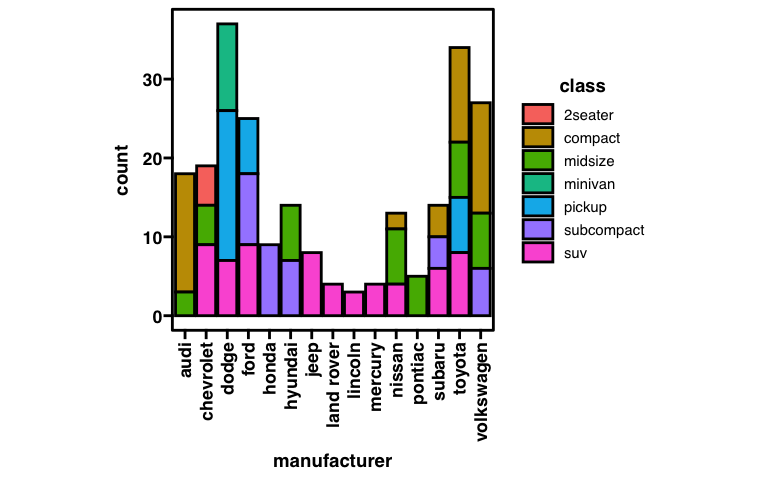 count
30
20
10
0
audi
chevrolet
dodge
ford
honda
hyundai
jeep
land rover
lincoln
mercury
nissan
pontiac
subaru
toyota
volkswagen
manufacturer
class
2seater
compact
midsize
minivan
pickup
subcompact
suv